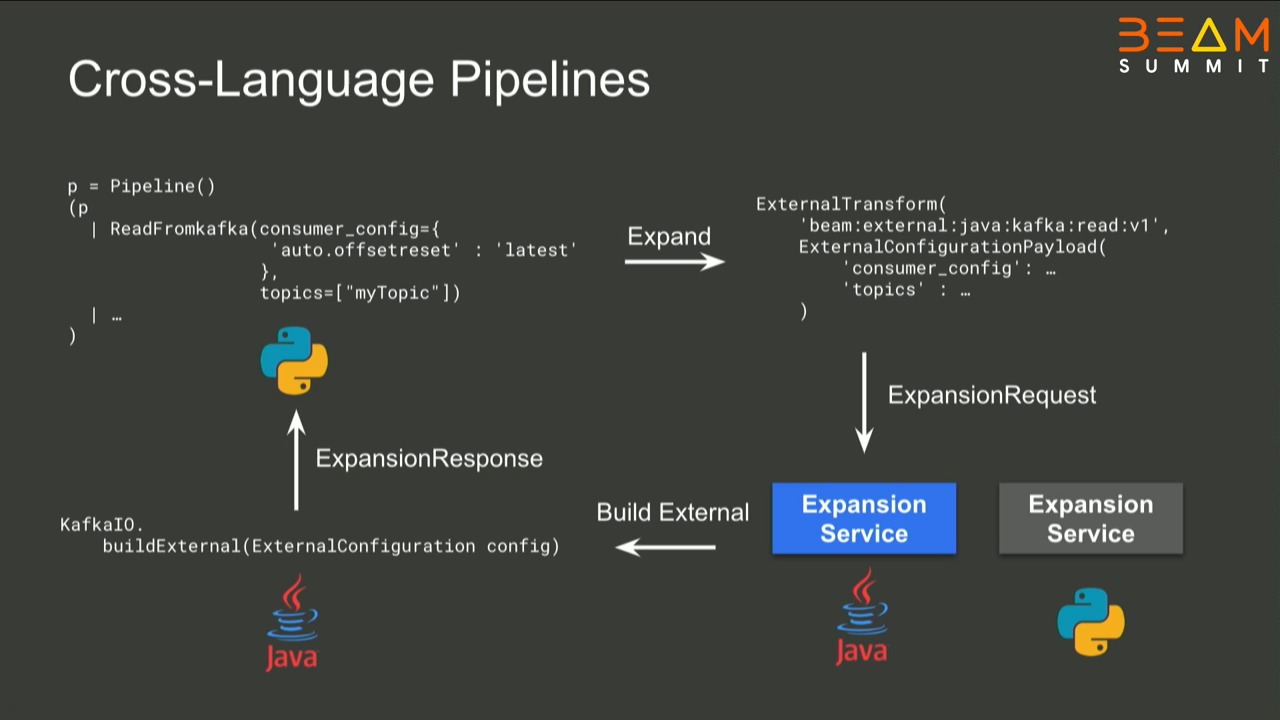 BEAM
SUMMIT
Cross-Language Pipelines
p = Pipeline()
(p
| ReadFromkafka(consumer_config={
'auto.offsetreset' : 'latest'
},
topics=["myTopic"])
| …
)
Expand
ExternalTransform(
'beam:external:java:kafka:read:v1',
ExternalConfigurationPayload(
'consumer_config': …
'topics' : …
)
ExpansionRequest
Expansion
Service
Expansion
Service
Java
Build External
KafkaIO.
buildExternal(ExternalConfiguration config)
Java
ExpansionResponse